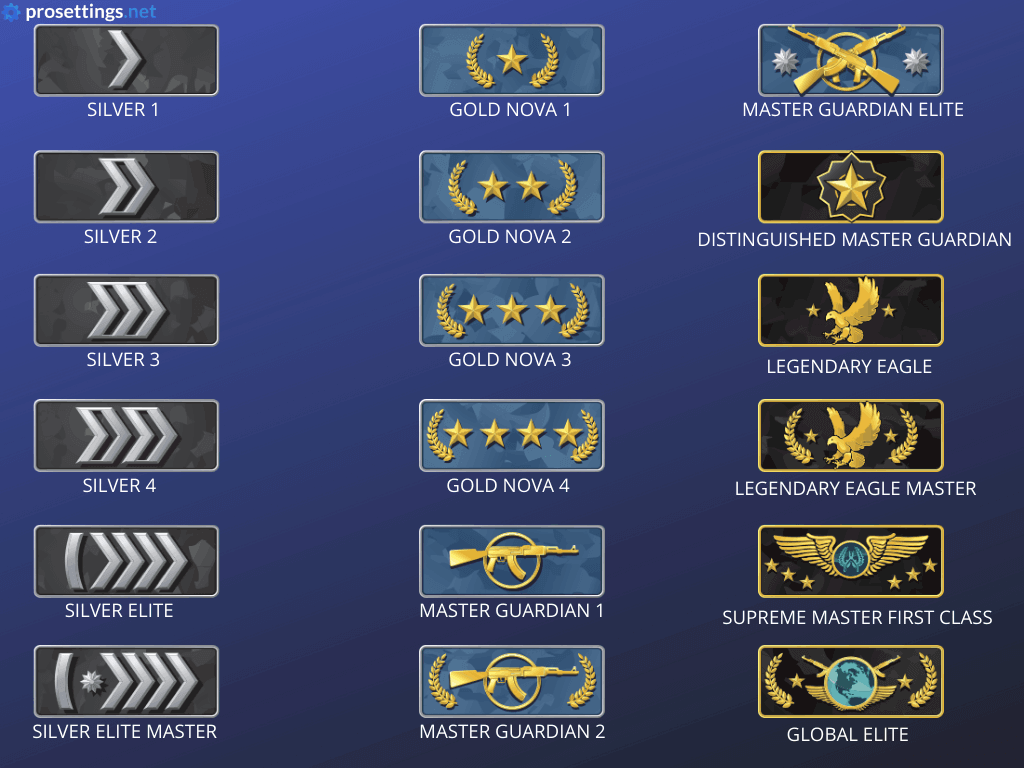 prosettings.net
SILVER 1
SILVER 2
SILVER 3
SILVER 4
SILVER ELITE
SILVER ELITE MASTER
GOLD NOVA 1
GOLD NOVA 2
GOLD NOVA 3
GOLD NOVA 4
MASTER GUARDIAN 1
MASTER GUARDIAN 2
MASTER GUARDIAN ELITE
DISTINGUISHED MASTER GUARDIAN
LEGENDARY EAGLE
LEGENDARY EAGLE MASTER
SUPREME MASTER FIRST CLASS
GLOBAL ELITE